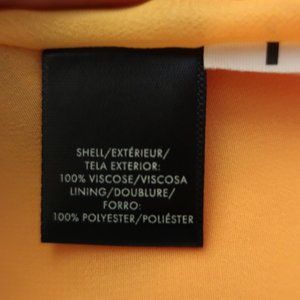 SHELL/EXTÉRIEUR/
TELA EXTERIOR:
100% VISCOSE/VISCOSA
LINING/DOUBLURE/
FORRO:
100% POLYESTER/POLIÉSTER